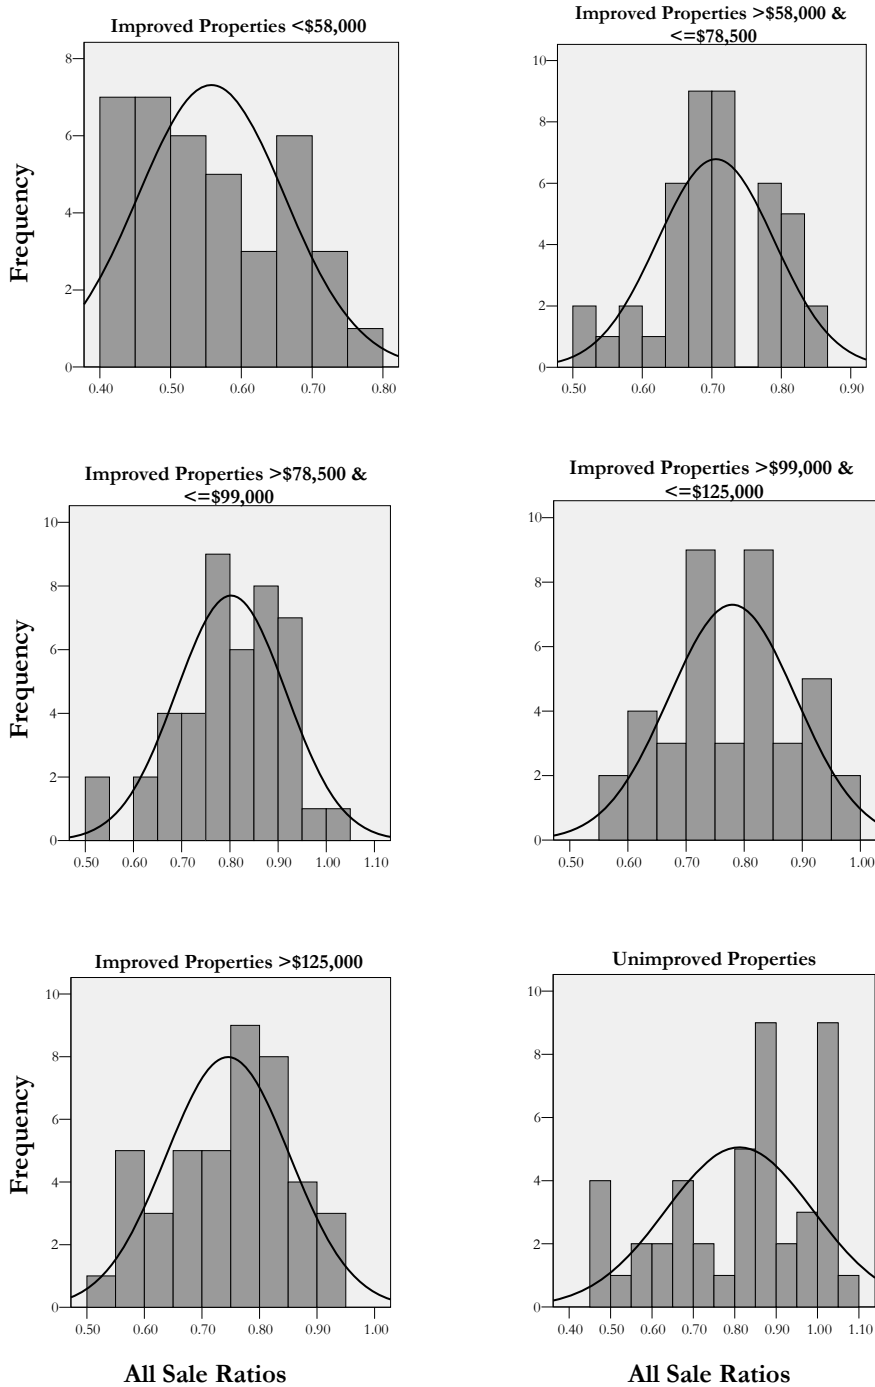 Improved Properties <$58,000
8
6
4
2
0
Frequency
0.40 0.50 0.60 0.70 0.80
Improved Properties >$58,000 &
<=$78,500
10
8
6
4
2
0
0.50 0.60 0.70 0.80 0.90
Improved Properties >$78,500 &
<=$99,000
10
8
6
4
2
0
Frequency
0.50 0.60 0.70 0.80 0.90 1.00 1.10
Improved Properties >$99,000 &
<=$125,000
10
8
6
4
2
0
0.50 0.60 0.70 0.80 0.90 1.00
Improved Properties >$125,000
10
8
6
4
2
0
Frequency
0.50 0.60 0.70 0.80 0.90 1.00
All Sale Ratios
Unimproved Properties
10
8
6
4
2
0
0.40 0.50 0.60 0.70 0.80 0.90 1.00 1.10
All Sale Ratios